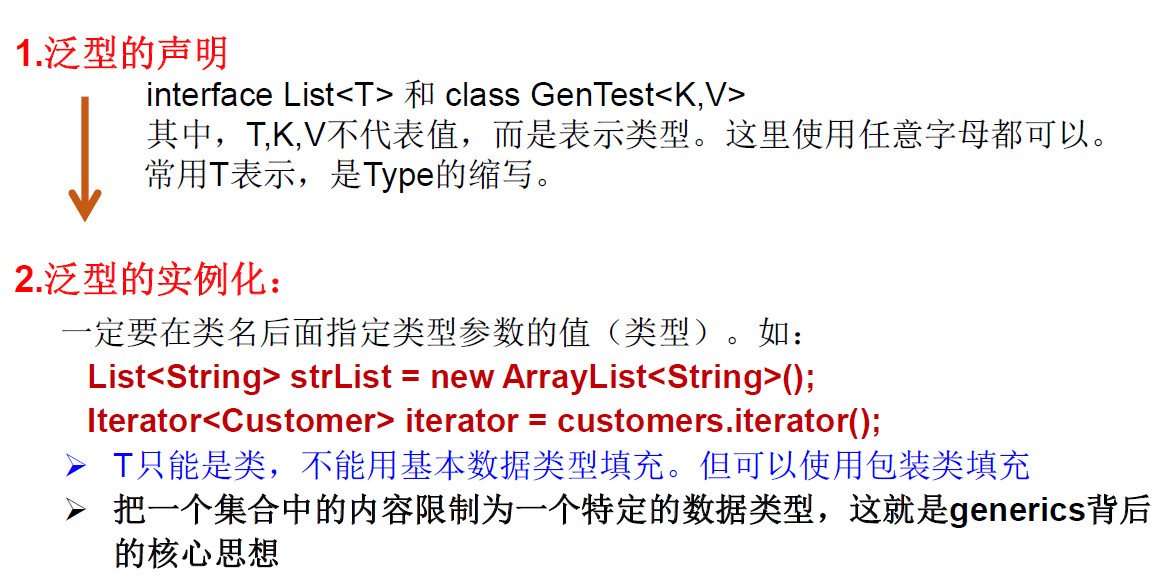 1.泛型的声明
interface List<T> 和 class GenTest<K,V>
其中，T,K,V不代表值，而是表示类型。这里使用任意字母都可以。
常用T表示，是Type的缩写。
2.泛型的实例化：
一定要在类名后面指定类型参数的值（类型）。如：
List<String> strList = new ArrayList<String>();
Iterator<Customer> iterator = customers.iterator();
➢ T只能是类，不能用基本数据类型填充。但可以使用包装类填充
➢ 把一个集合中的内容限制为一个特定的数据类型，这就是generics背后
的核心思想